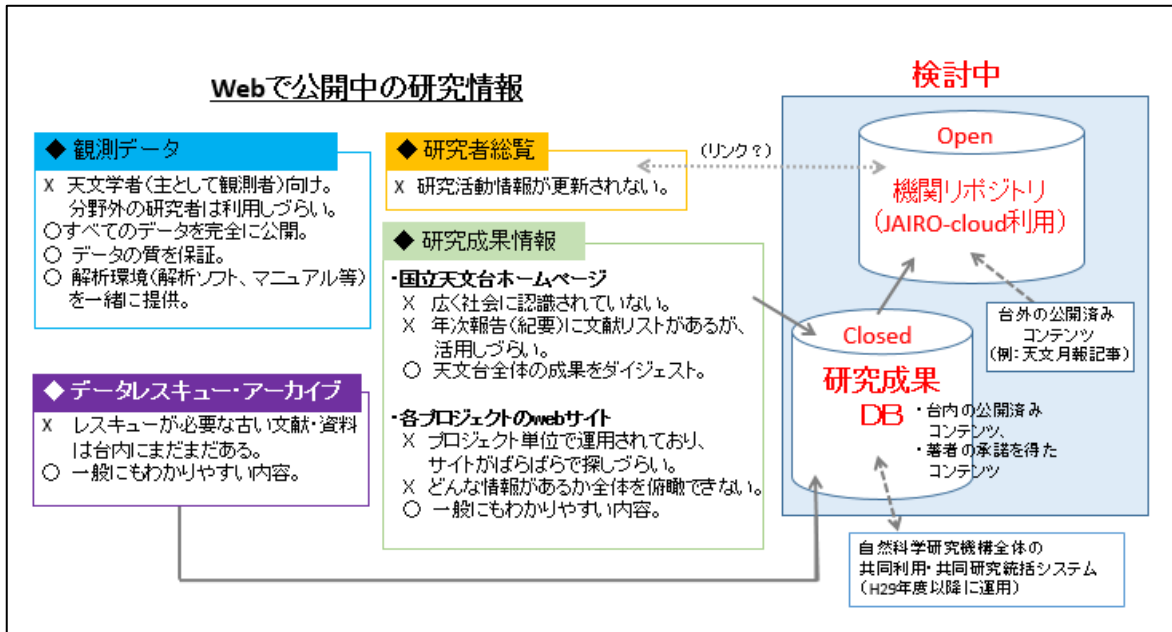 Webで公開中の研究情報
◆ 観測データ
× 天文学者(主として観測者)向け。
分野外の研究者は利用しづらい。
○すべてのデータを完全に公開。
○ データの質を保証。
○ 解析環境(解析ソフト、マニュアル等)
を一緒に提供。
◆ データレスキュー・アーカイブ
× レスキューが必要な古い文献・資料
は台内にまだまだある。
○ 一般にもわかりやすい内容。
◆ 研究者総覧
× 研究活動情報が更新されない。
◆ 研究成果情報
・国立天文台ホームページ
× 広く社会に認識されていない。
× 年次報告(紀要)に文献リストがあるが、
活用しづらい。
○ 天文台全体の成果をダイジェスト。
・各プロジェクトのwebサイト
× プロジェクト単位で運用されており、
サイトがばらばらで探しづらい。
× どんな情報があるか全体を俯瞰できない。
○ 一般にもわかりやすい内容。
(リンク?)
検討中
Open
機関リポジトリ
(JAIRO-cloud利用)
台外の公開済み
コンテンツ
(例:天文月報記事)
Closed
研究成果
DB
・台内の公開済み
コンテンツ、
・著者の承諾を得た
コンテンツ
自然科学研究機構全体の
共同利用・共同研究統括システム
(H29年度以降に運用)